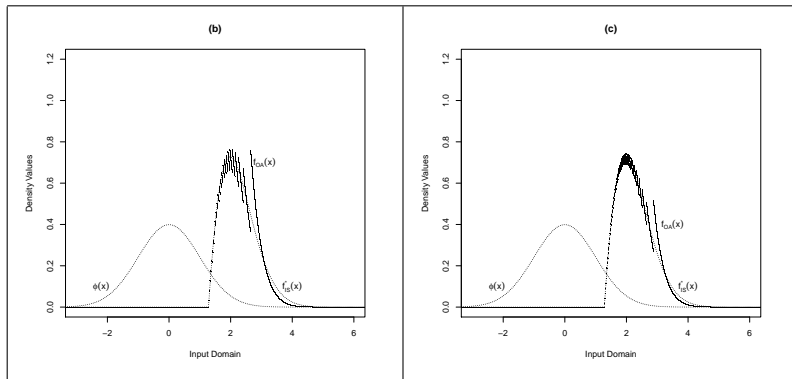 (b)
Density Values
0.0 0.2 0.4 0.6 0.8 1.0 1.2
f_OA(x)
ϕ(x)
f*_IS(x)
−2 0 2 4 6
Input Domain
(c)
Density Values
0.0 0.2 0.4 0.6 0.8 1.0 1.2
f_OA(x)
ϕ(x)
f*_IS(x)
−2 0 2 4 6
Input Domain